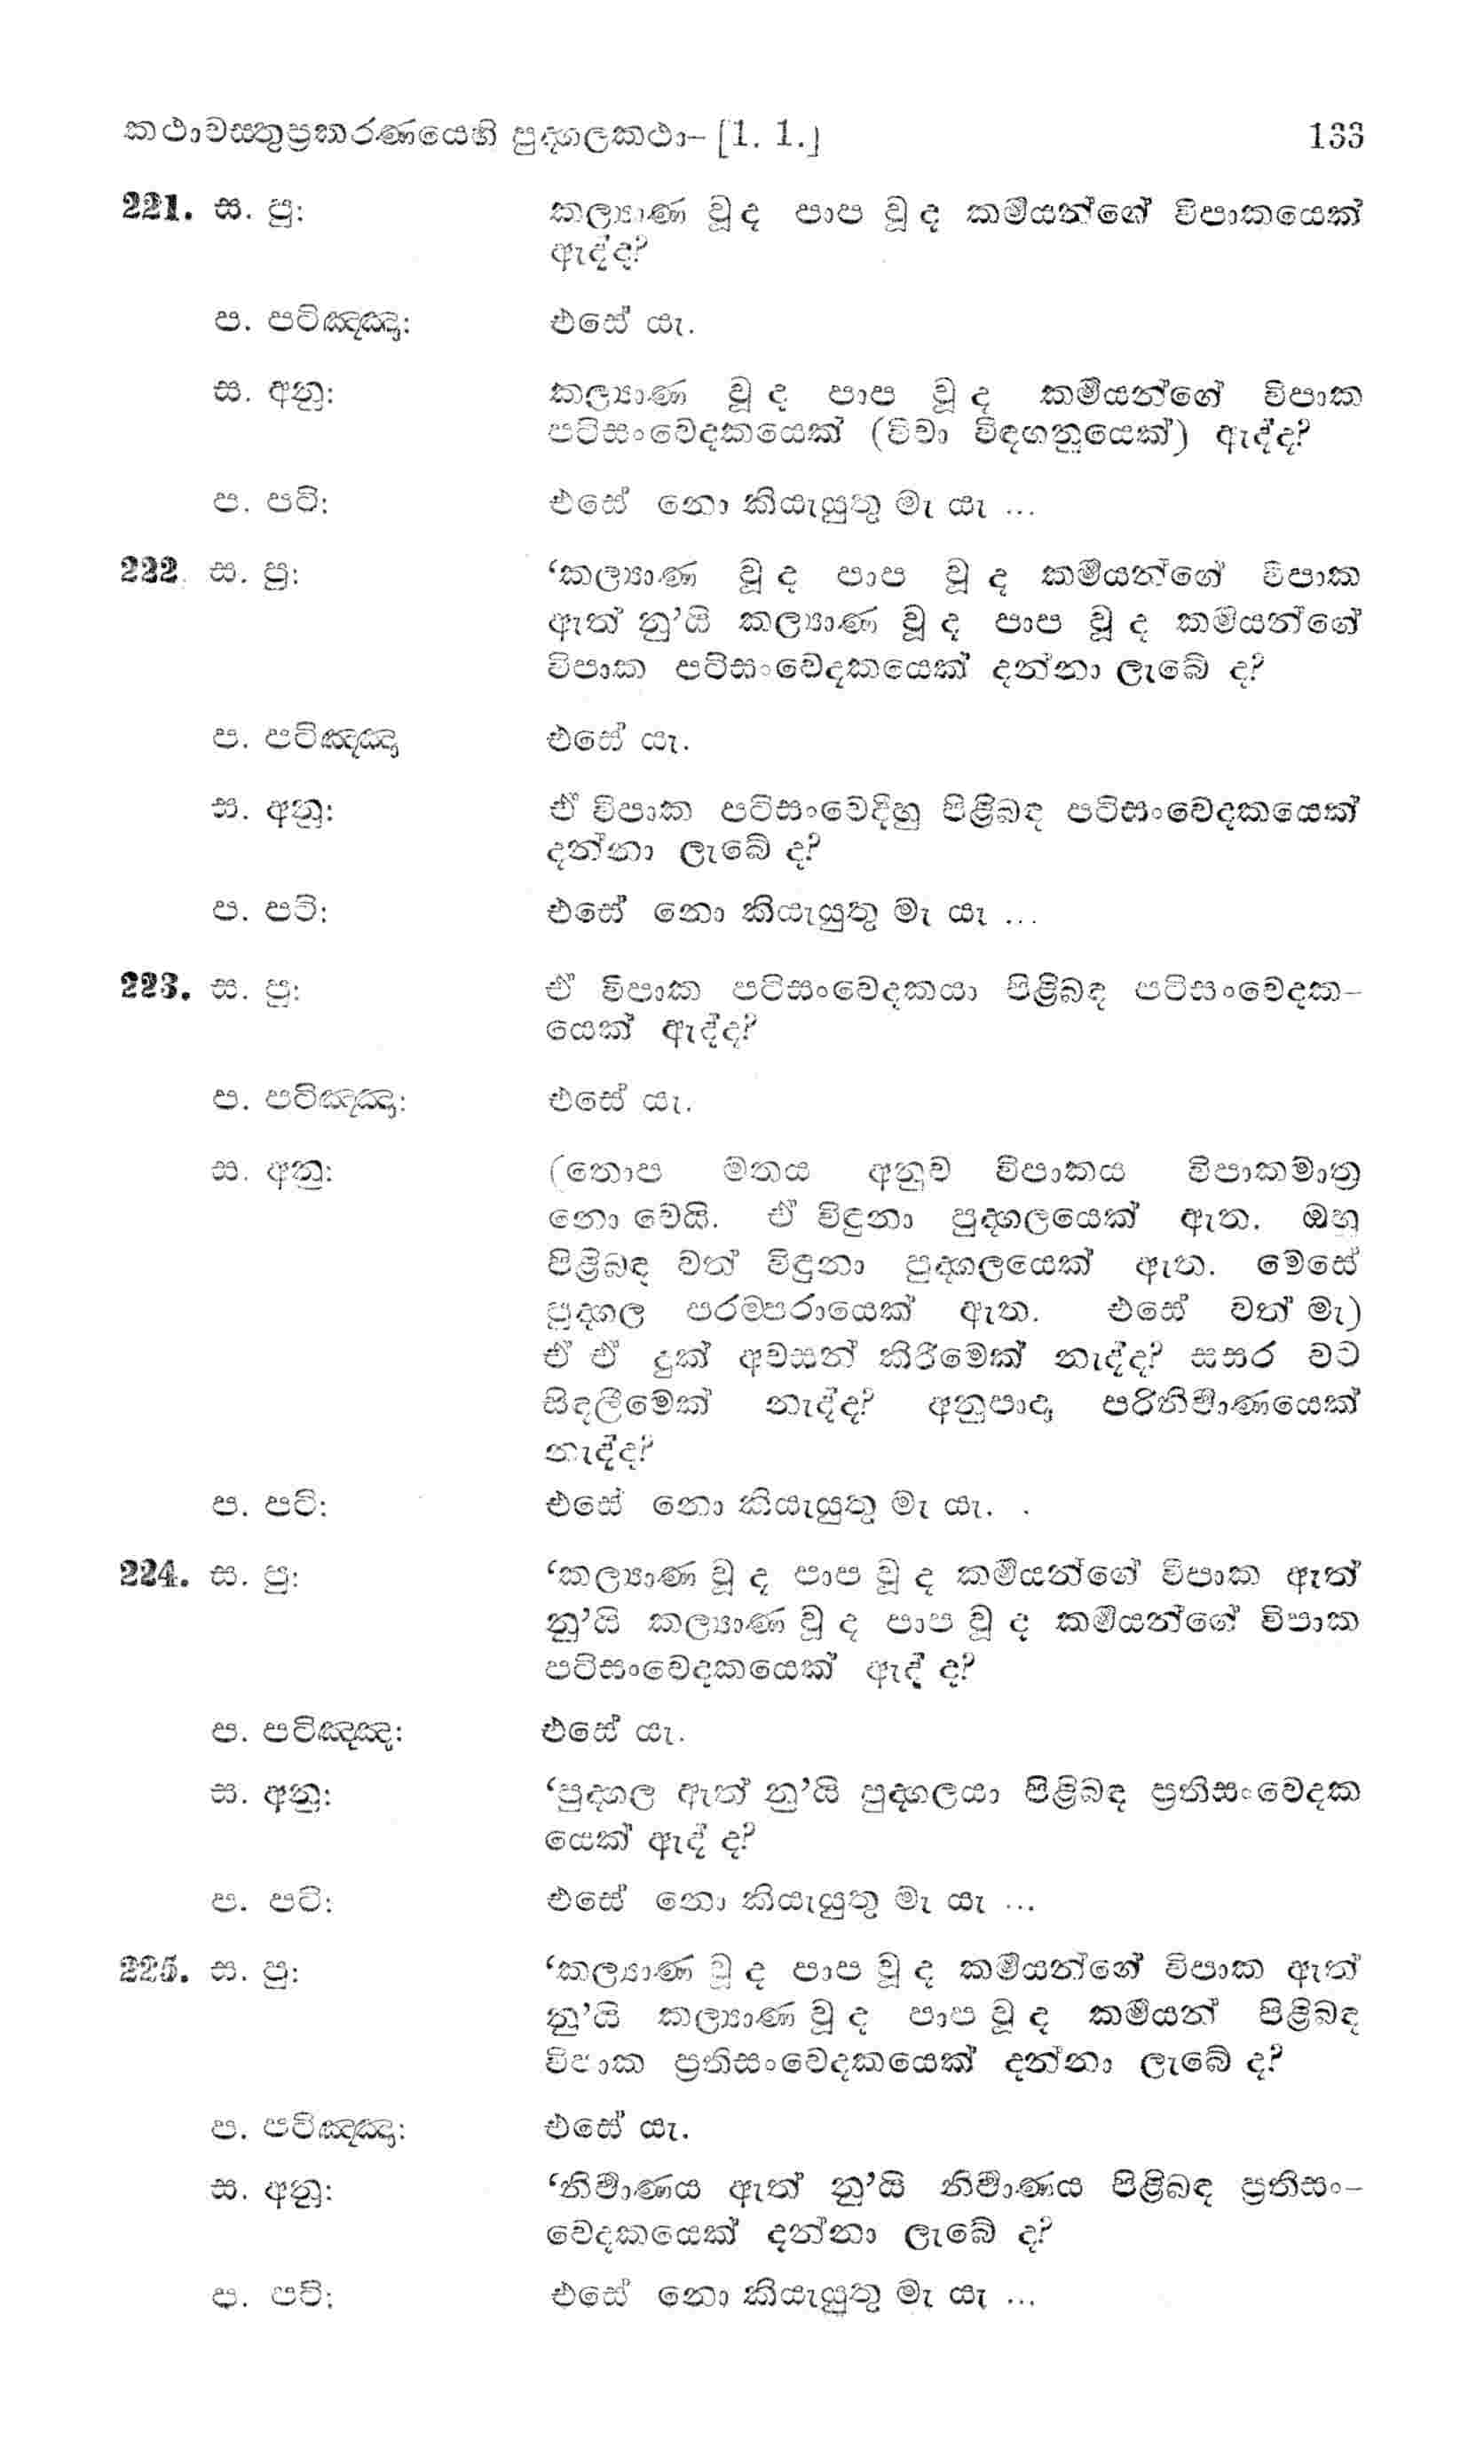 කථාවස්තුප්‍රකරණයෙහි පුද්ගලකථා– [1. 1.] 133
221. ස. පු: කල්‍යාණ වූ ද පාප වූ ද කර්මයන්ගේ විපාකයෙක්
ඇද්ද?
ප. පටිඤ්ඤා: එසේ යැ.
ස. අනු: කල්‍යාණ වූ ද පාප වූ ද කර්මයන්ගේ විපාක
පටිසංවේදකයෙක් (විවා විඳගනුයෙක්) ඇද්ද?
ප. පටි: එසේ නො කියැයුතු මැ යැ ...
222. ස. පු: ‘කල්‍යාණ වූ ද පාප වූ ද කර්මයන්ගේ විපාක
ඇත් නු’යි කල්‍යාණ වූ ද පාප වූ ද කර්මයන්ගේ
විපාක පටිසංවේදකයෙක් දන්නා ලැබේ ද?
ප. පටිඤ්ඤා එසේ යැ.
ස. අනු: ඒ විපාක පටිසංවේදීහු පිළිබඳ පටිසංවේදකයෙක්
දන්නා ලැබේ ද?
ප. පටි: එසේ නො කියැයුතු මැ යැ ...
223. ස. පු: ඒ විපාක පටිසංවේදකයා පිළිබඳ පටිසංවේදක–
යෙක් ඇද්ද?
ප. පටිඤ්ඤා: එසේ යැ.
ස. අනු: (තොප මතය අනුව විපාකය විපාකමාත්‍ර
නො වෙයි. ඒ විඳුනා පුද්ගලයෙක් ඇත. ඔහු
පිළිබඳ වත් විඳුනා පුද්ගලයෙක් ඇත. මෙසේ
පුද්ගල පරම්පරායෙක් ඇත. එසේ වත් මැ)
ඒ ඒ දුක් අවසන් කිරීමෙක් නැද්ද? සසර වට
සිඳලීමෙක් නැද්ද? අනුපාදා පරිනිර්වාණයෙක්
නැද්ද?
ප. පටි: එසේ නො කියැයුතු මැ යැ. .
224. ස. පු: ‘කල්‍යාණ වූ ද පාප වූ ද කර්මයන්ගේ විපාක ඇත්
නු’යි කල්‍යාණ වූ ද පාප වූ ද කර්මයන්ගේ විපාක
පටිසංවේදකයෙක් ඇද් ද?
ප. පටිඤ්ඤා: එසේ යැ.
ස. අනු: ‘පුද්ගල ඇත් නු’යි පුද්ගලයා පිළිබඳ ප්‍රතිසංවේදක
යෙක් ඇද් ද?
ප. පටි: එසේ නො කියැයුතු මැ යැ ...
225. ස. පු: ‘කල්‍යාණ වූ ද පාප වූ ද කර්මයන්ගේ විපාක ඇත්
නු’යි කල්‍යාණ වූ ද පාප වූ ද කර්මයන් පිළිබඳ
විපාක ප්‍රතිසංවේදකයෙක් දන්නා ලැබේ ද?
ප. පටිඤ්ඤා: එසේ යැ.
ස. අනු: ‘නිර්වාණය ඇත් නු’යි නිර්වාණය පිළිබඳ ප්‍රතිසං–
වේදකයෙක් දන්නා ලැබේ ද?
ප. පටි: එසේ නො කියැයුතු මැ යැ ...